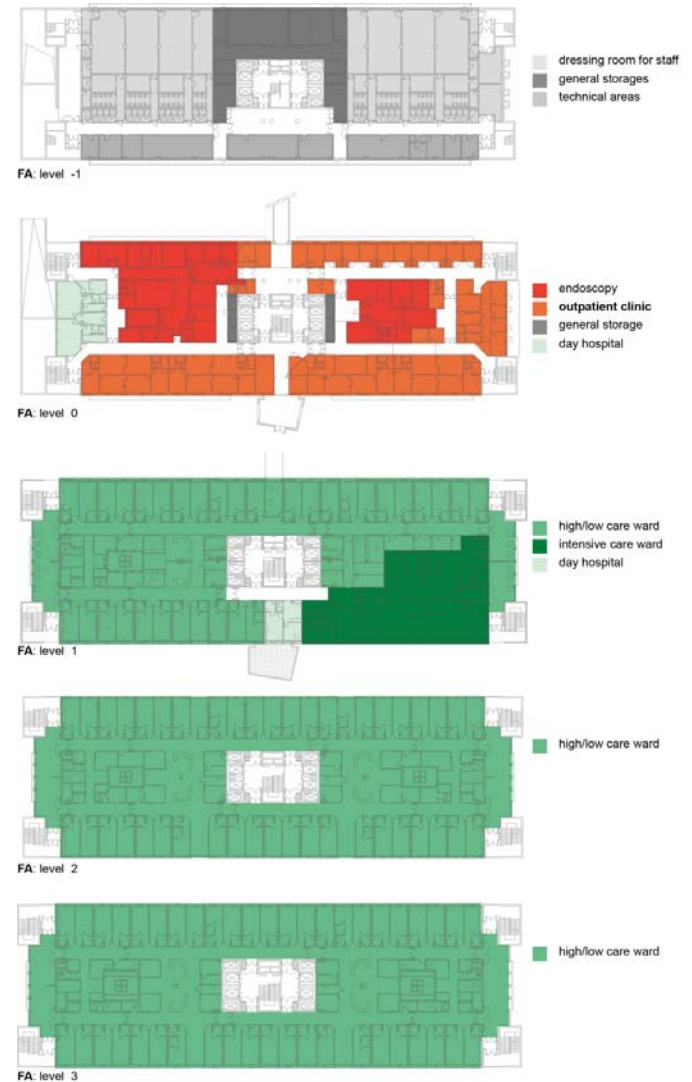 dressing room for staff
general storages
technical areas
FA: level -1
endoscopy
outpatient clinic
general storage
day hospital
FA: level 0
high/low care ward
intensive care ward
day hospital
FA: level 1
high/low care ward
FA: level 2
high/low care ward
FA: level 3